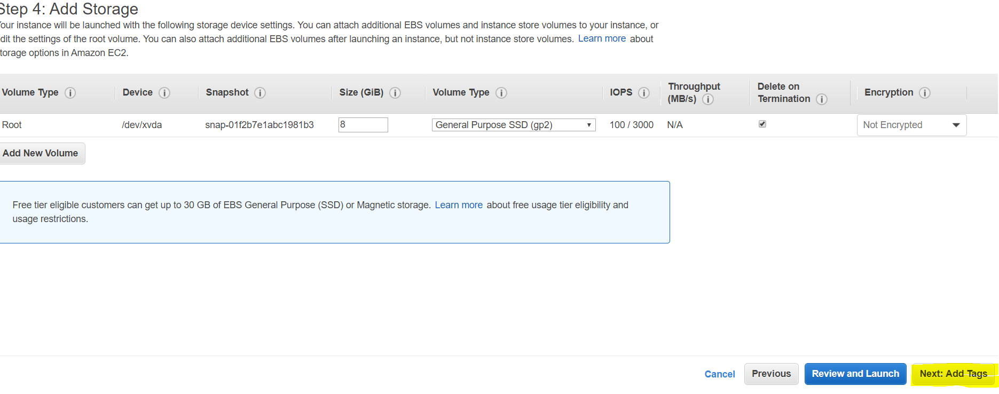 Step 4: Add Storage
Your instance will be launched with the following storage device settings. You can attach additional EBS volumes and instance store volumes to your instance, or
dit the settings of the root volume. You can also attach additional EBS volumes after launching an instance, but not instance store volumes. Learn more about
torage options in Amazon EC2.
Volume Type Device Snapshot Size (GiB) Volume Type IOPS Throughput (MB/s) Delete on Termination Encryption
Root /dev/xvda snap-01f2b7e1abc1981b3 8 General Purpose SSD (gp2) 100 / 3000 N/A Not Encrypted
Add New Volume
Free tier eligible customers can get up to 30 GB of EBS General Purpose (SSD) or Magnetic storage. Learn more about free usage tier eligibility and
usage restrictions.
Cancel Previous Review and Launch Next: Add Tags